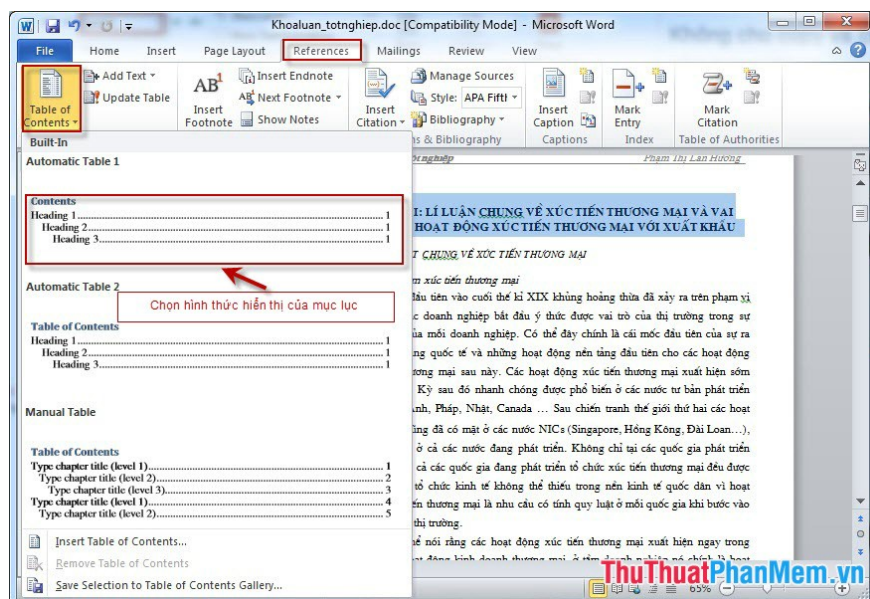 Khoaluan_totnghiep.doc [Compatibility Mode] - Microsoft Word
File Home Insert Page Layout References Mailings Review View
Table of Contents
Add Text
Update Table
AB1
Insert Footnote
Insert Endnote
Next Footnote
Show Notes
Insert Citation
Manage Sources
Style: APA Fift
Bibliography
Insert Caption
Mark Entry
Mark Citation
ns & Bibliography Captions Index Table of Authorities
Built-In
Automatic Table 1
Contents
Heading 1 1
Heading 2 1
Heading 3 1
Automatic Table 2
Chọn hình thức hiển thị của mục lục
Table of Contents
Heading 1 1
Heading 2 1
Heading 3 1
Manual Table
Table of Contents
Type chapter title (level 1) 1
Type chapter title (level 2) 2
Type chapter title (level 3) 3
Type chapter title (level 1) 4
Type chapter title (level 2) 5
Insert Table of Contents...
Remove Table of Contents
Save Selection to Table of Contents Gallery...
Phạm Thị Lan Hương
I: LÍ LUẬN CHUNG VỀ XÚC TIẾN THƯƠNG MẠI VÀ VAI
HOẠT ĐỘNG XÚC TIẾN THƯƠNG MẠI VỚI XUẤT KHẨU
CHUNG VỀ XÚC TIẾN THƯƠNG MẠI
m xúc tiến thương mại
đầu tiên vào cuối thế kỉ XIX khủng hoảng thừa đã xảy ra trên phạm vi
c doanh nghiệp bắt đầu ý thức được vai trò của thị trường trong sự
ủa mỗi doanh nghiệp. Có thể đây chính là cái mốc đầu tiên của sự ra
ng quốc tế và những hoạt động nền tảng đầu tiên cho các hoạt động
ương mại sau này. Các hoạt động xúc tiến thương mại xuất hiện sớm
Kỳ sau đó nhanh chóng được phổ biến ở các nước tư bản phát triển
nh, Pháp, Nhật, Canada … Sau chiến tranh thế giới thứ hai các hoạt
ũng đã có mặt ở các nước NICs (Singapore, Hồng Kông, Đài Loan…),
ở cả các nước đang phát triển. Không chỉ tại các quốc gia phát triển
cả các quốc gia đang phát triển tổ chức xúc tiến thương mại đều được
tổ chức kinh tế không thể thiếu trong nền kinh tế quốc dân vì hoạt
ến thương mại là nhu cầu có tính quy luật ở mỗi quốc gia khi bước vào
thị trường.
ể nói rằng các hoạt động xúc tiến thương mại xuất hiện ngay trong
ThuThuatPhanMem.vn
65%